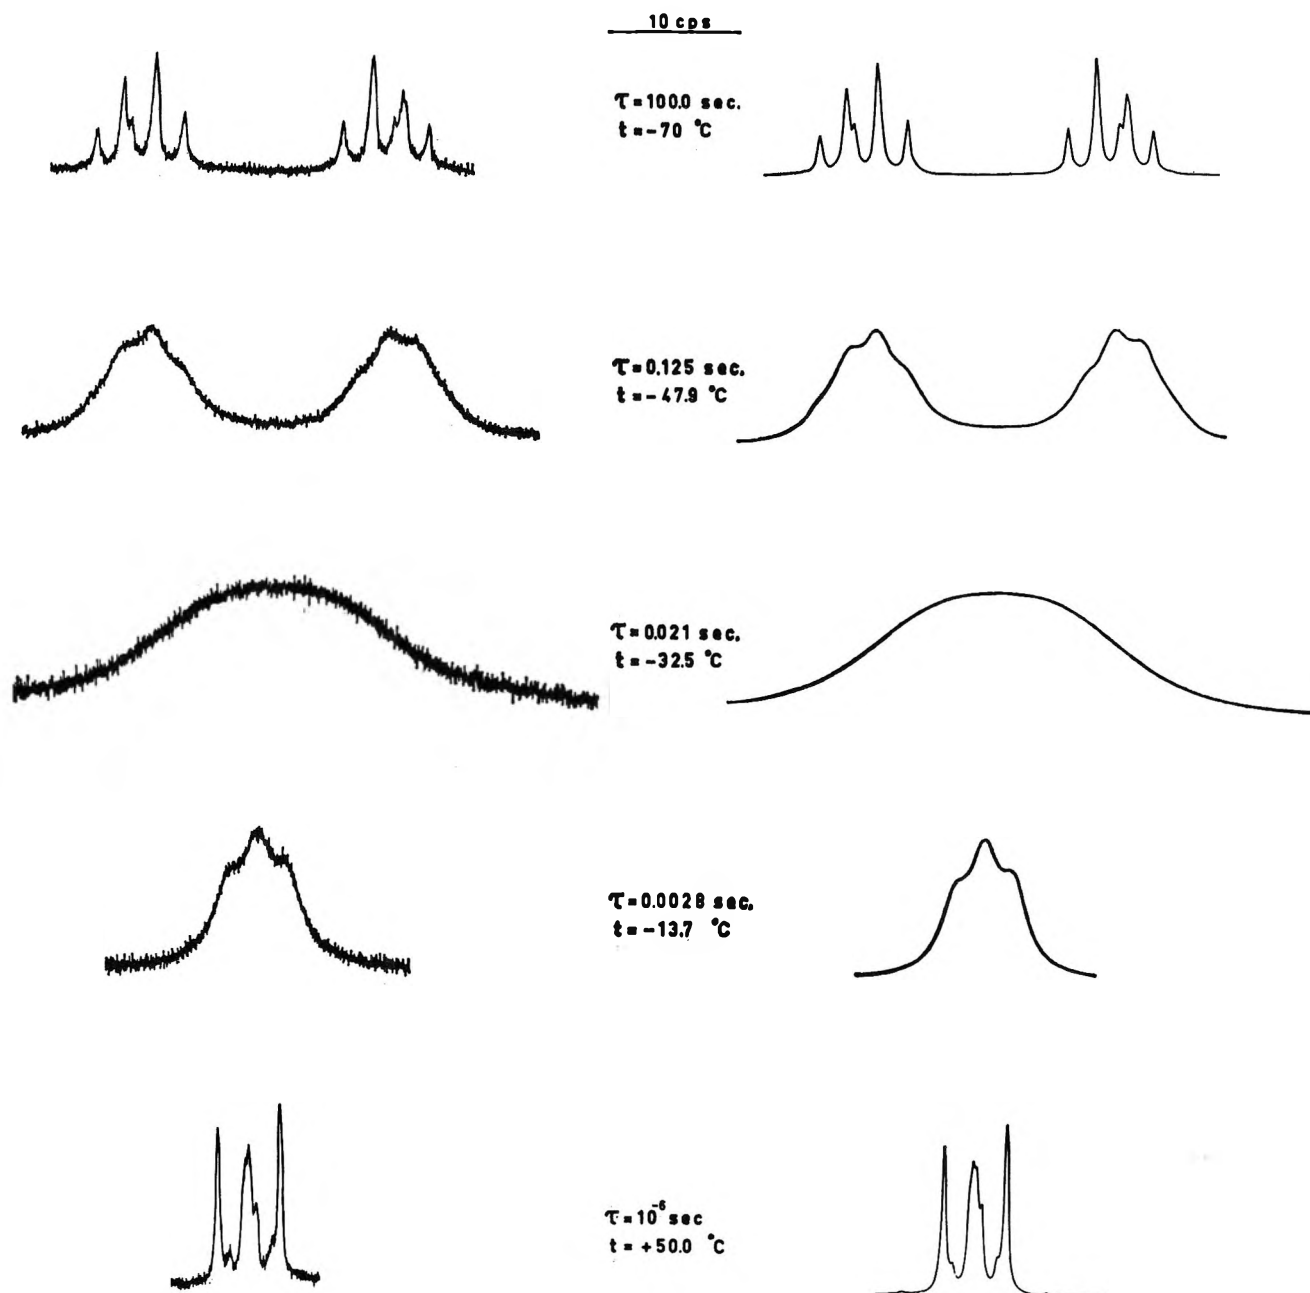 10 cps
τ=100.0 sec.
t=-70 °C
τ=0.125 sec.
t=-47.9 °C
τ=0.021 sec.
t=-32.5 °C
τ=0.0028 sec.
t=-13.7 °C
τ=10⁻⁶ sec
t=+50.0 °C